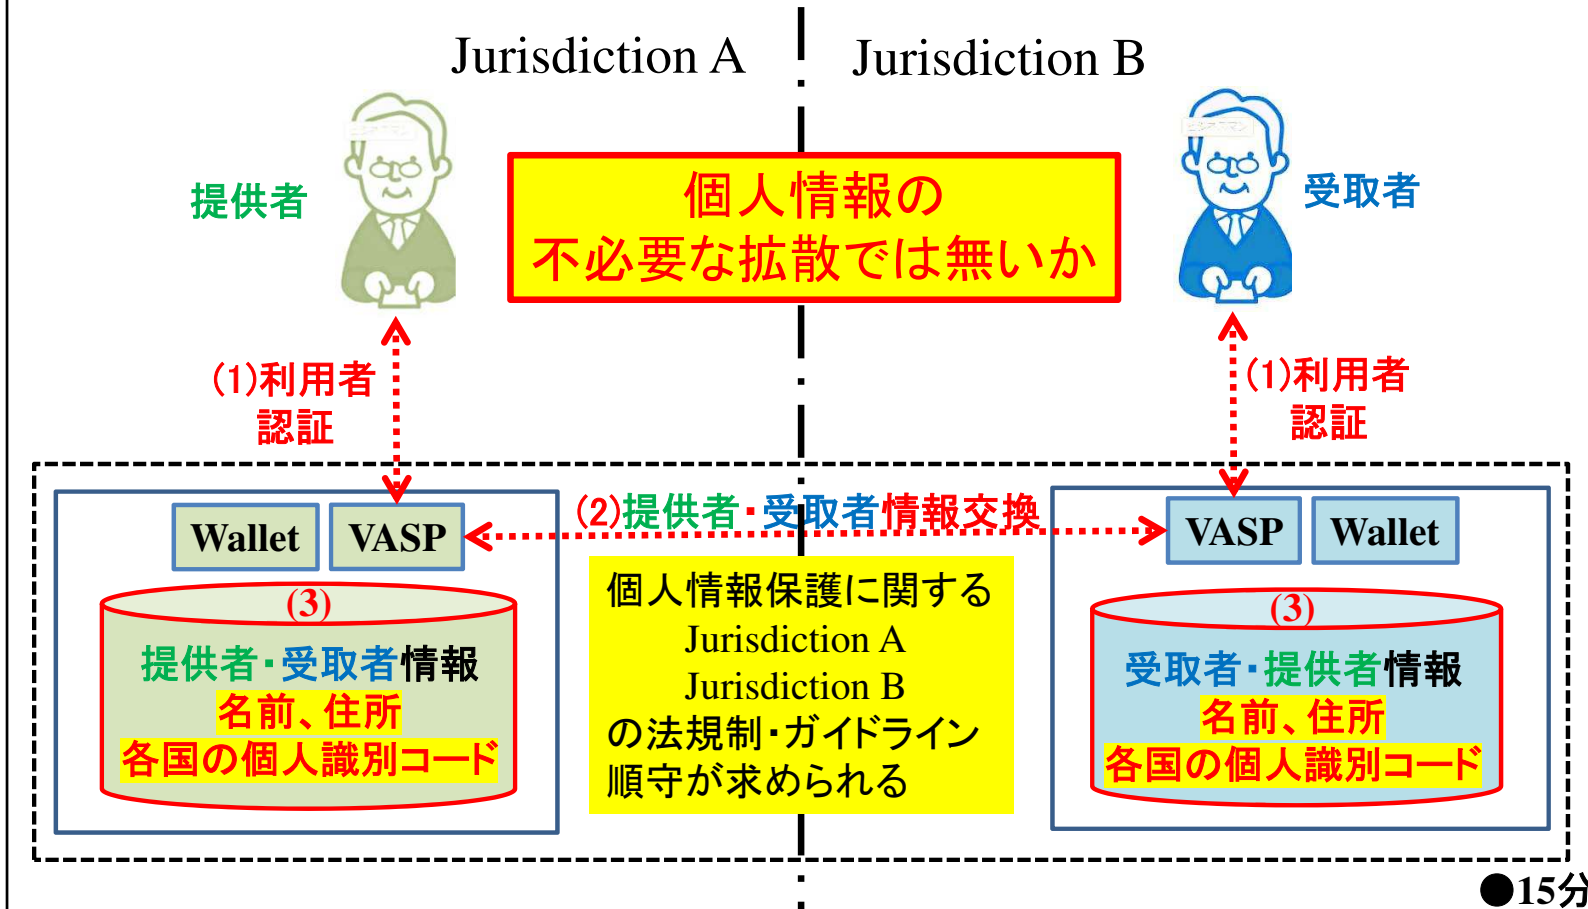 Jurisdiction A
Jurisdiction B
提供者
個人情報の
不必要な拡散では無いか
受取者
(1)利用者
認証
(1)利用者
認証
(2)提供者・受取者情報交換
Wallet
VASP
VASP
Wallet
(3)
提供者・受取者情報
名前、住所
各国の個人識別コード
個人情報保護に関する
Jurisdiction A
Jurisdiction B
の法規制・ガイドライン
順守が求められる
(3)
受取者・提供者情報
名前、住所
各国の個人識別コード
●15分